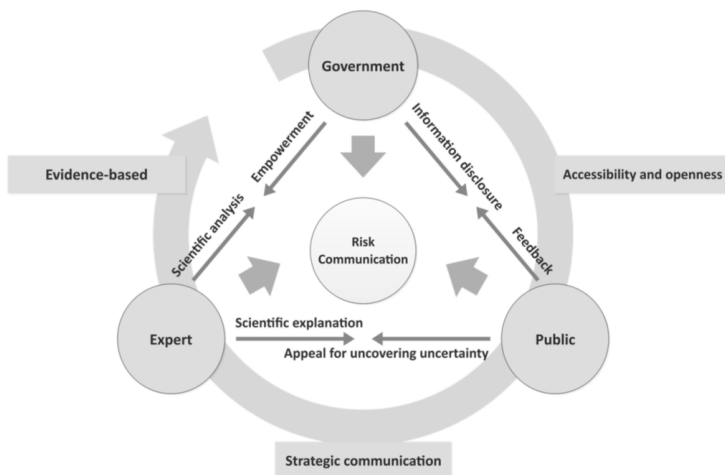 Government
Empowerment
Information disclosure
Evidence-based
Accessibility and openness
Scientific analysis
Risk
Communication
Feedback
Expert
Scientific explanation
Appeal for uncovering uncertainty
Public
Strategic communication